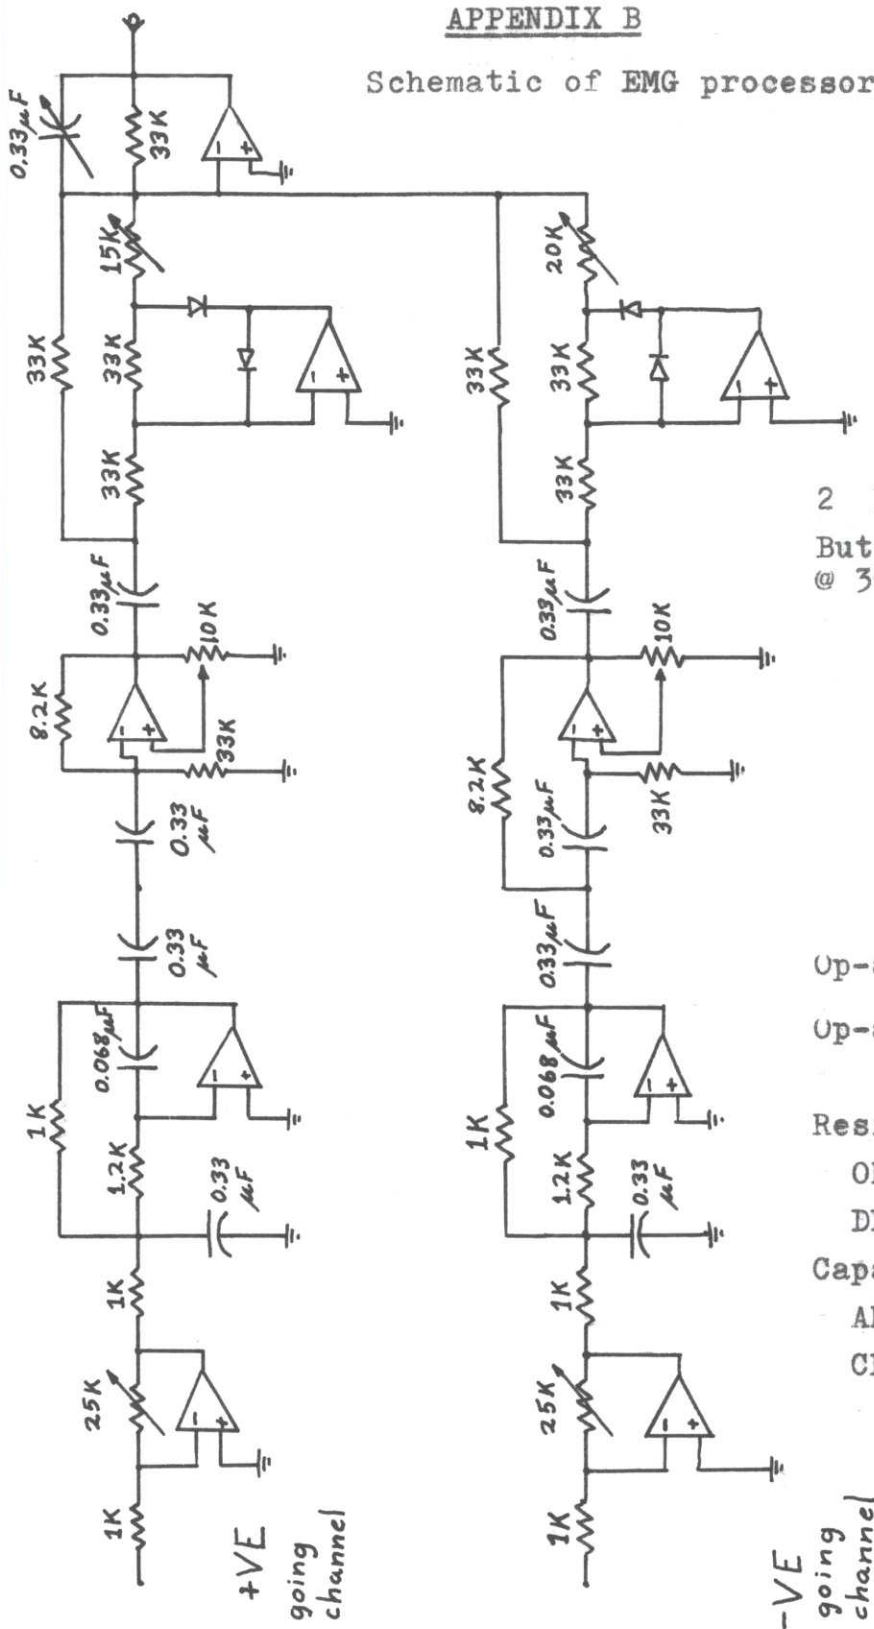 APPENDIX B
Schematic of EMG processor
0.33µF
33K
15K
20K
33K
33K
33K
33K
33K
33K
2
But
@ 3
0.33µF
0.33µF
10K
10K
8.2K
33K
8.2K
33K
0.33 µF
0.33µF
0.33 µF
0.33µF
Op-a
Op-a
0.068µF
0.068µF
1K
1K
Res
1.2K
0.33 µF
1.2K
0.33 µF
Capa
1K
1K
25K
25K
1K
1K
+VE
going
channel
-VE
going
channel
- +
- +
- +
- +
- +
- +
- +
- +
- +